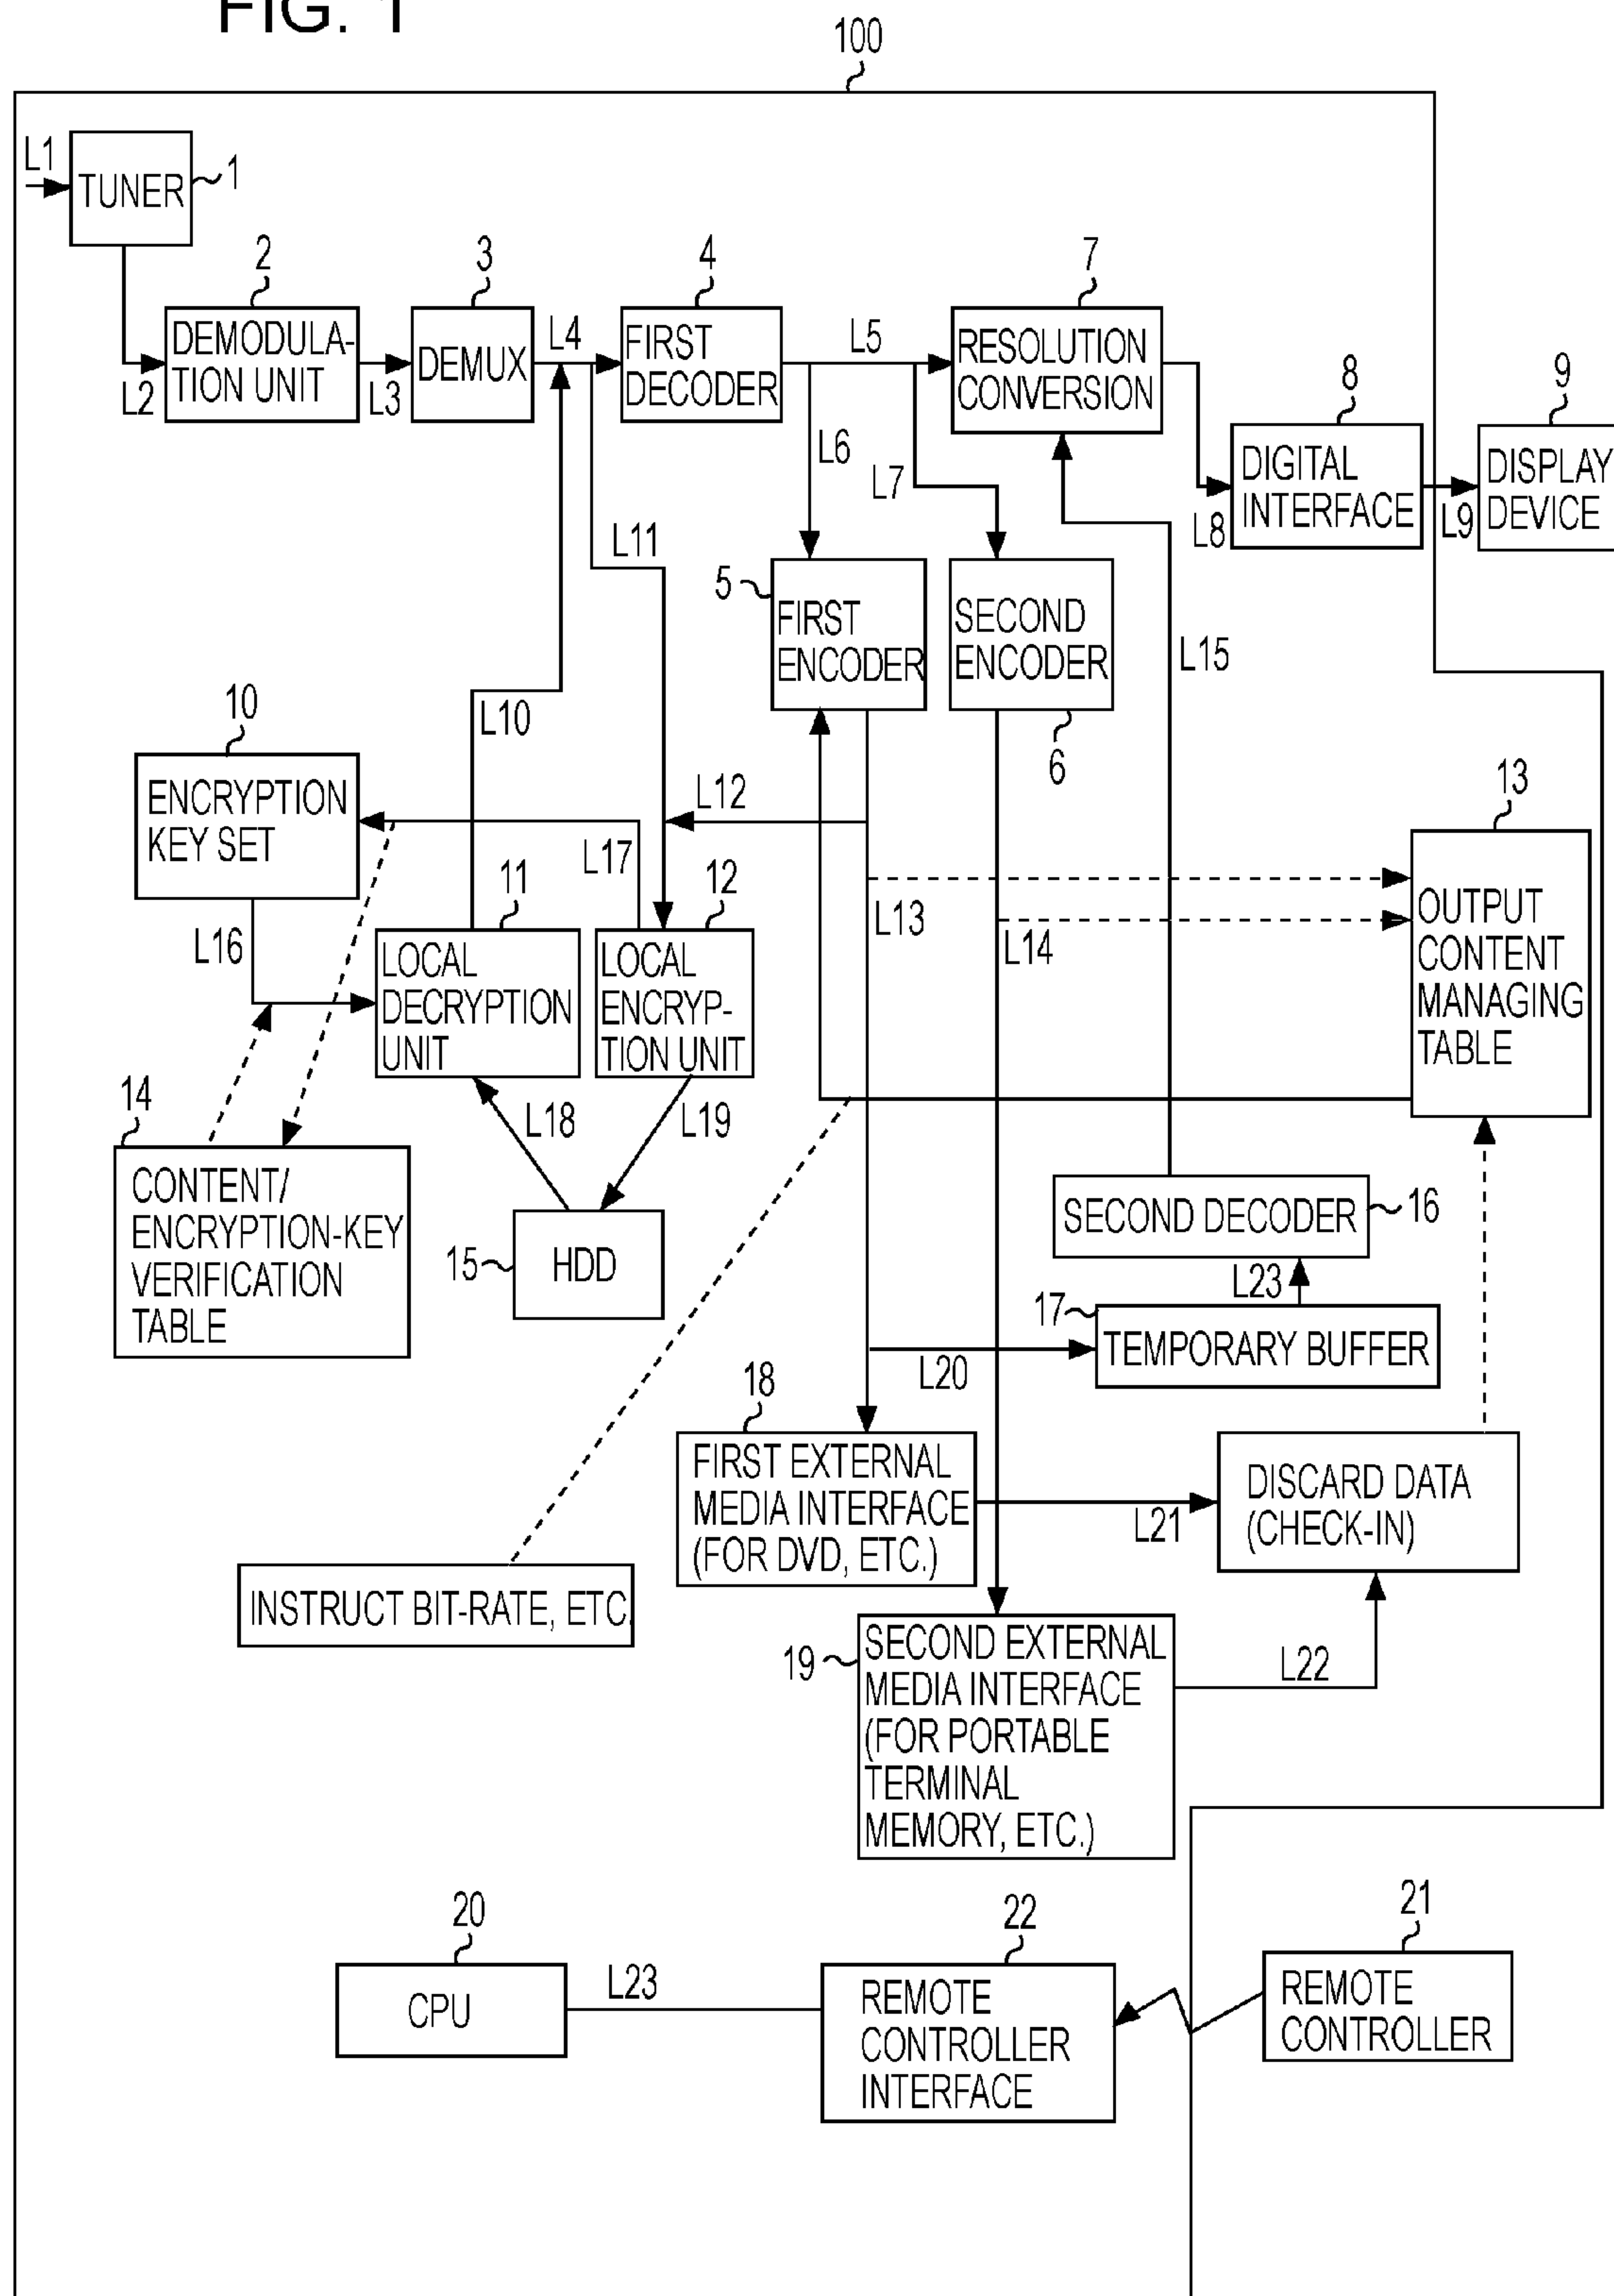 FIG. 1
100
L1
TUNER
1
2
3
4
7
DEMODULA-
TION UNIT
L2
L3
DEMUX
L4
FIRST
DECODER
L5
RESOLUTION
CONVERSION
8
9
L6
L7
DIGITAL
INTERFACE
L8
L9
DISPLAY
DEVICE
L11
5
FIRST
ENCODER
SECOND
ENCODER
6
L15
10
L10
ENCRYPTION
KEY SET
L12
13
L17
11
12
L13
L14
OUTPUT
CONTENT
MANAGING
TABLE
L16
LOCAL
DECRYPTION
UNIT
LOCAL
ENCRYP-
TION UNIT
14
L18
L19
CONTENT/
ENCRYPTION-KEY
VERIFICATION
TABLE
15
HDD
SECOND DECODER
16
L23
17
TEMPORARY BUFFER
L20
18
FIRST EXTERNAL
MEDIA INTERFACE
(FOR DVD, ETC.)
L21
DISCARD DATA
(CHECK-IN)
INSTRUCT BIT-RATE, ETC.
19
SECOND EXTERNAL
MEDIA INTERFACE
(FOR PORTABLE
TERMINAL
MEMORY, ETC.)
L22
20
22
21
CPU
L23
REMOTE
CONTROLLER
INTERFACE
REMOTE
CONTROLLER